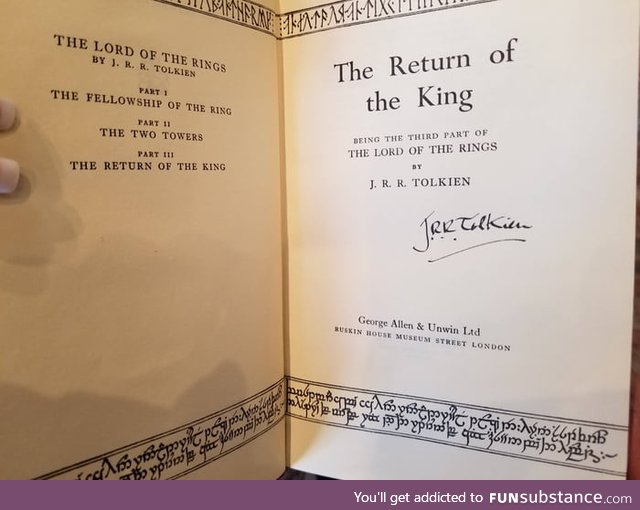 THE LORD OF THE RINGS
BY J. R. R. TOLKIEN
PART I
THE FELLOWSHIP OF THE RING
PART II
THE TWO TOWERS
PART III
THE RETURN OF THE KING
The Return of
the King
BEING THE THIRD PART OF
THE LORD OF THE RINGS
BY
J. R. R. TOLKIEN
J.R.R. Tolkien
George Allen & Unwin Ltd
RUSKIN HOUSE MUSEUM STREET LONDON
You'll get addicted to FUNsubstance.com